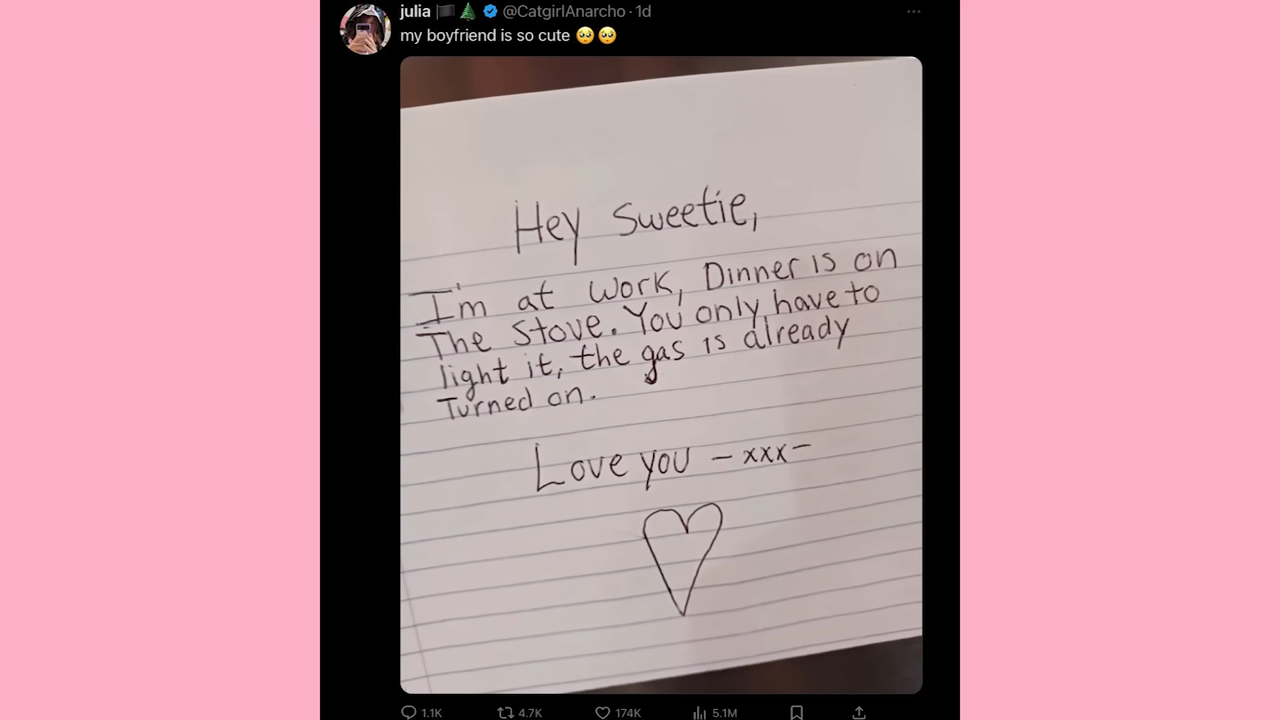 julia 🏴🌲 @CatgirlAnarcho · 1d
my boyfriend is so cute 🥺🥺
Hey Sweetie,
I'm at work, Dinner is on
The stove. You only have to
light it, the gas is already
Turned on.
Love you -xxx-
1.1K 4.7K 174K 5.1M